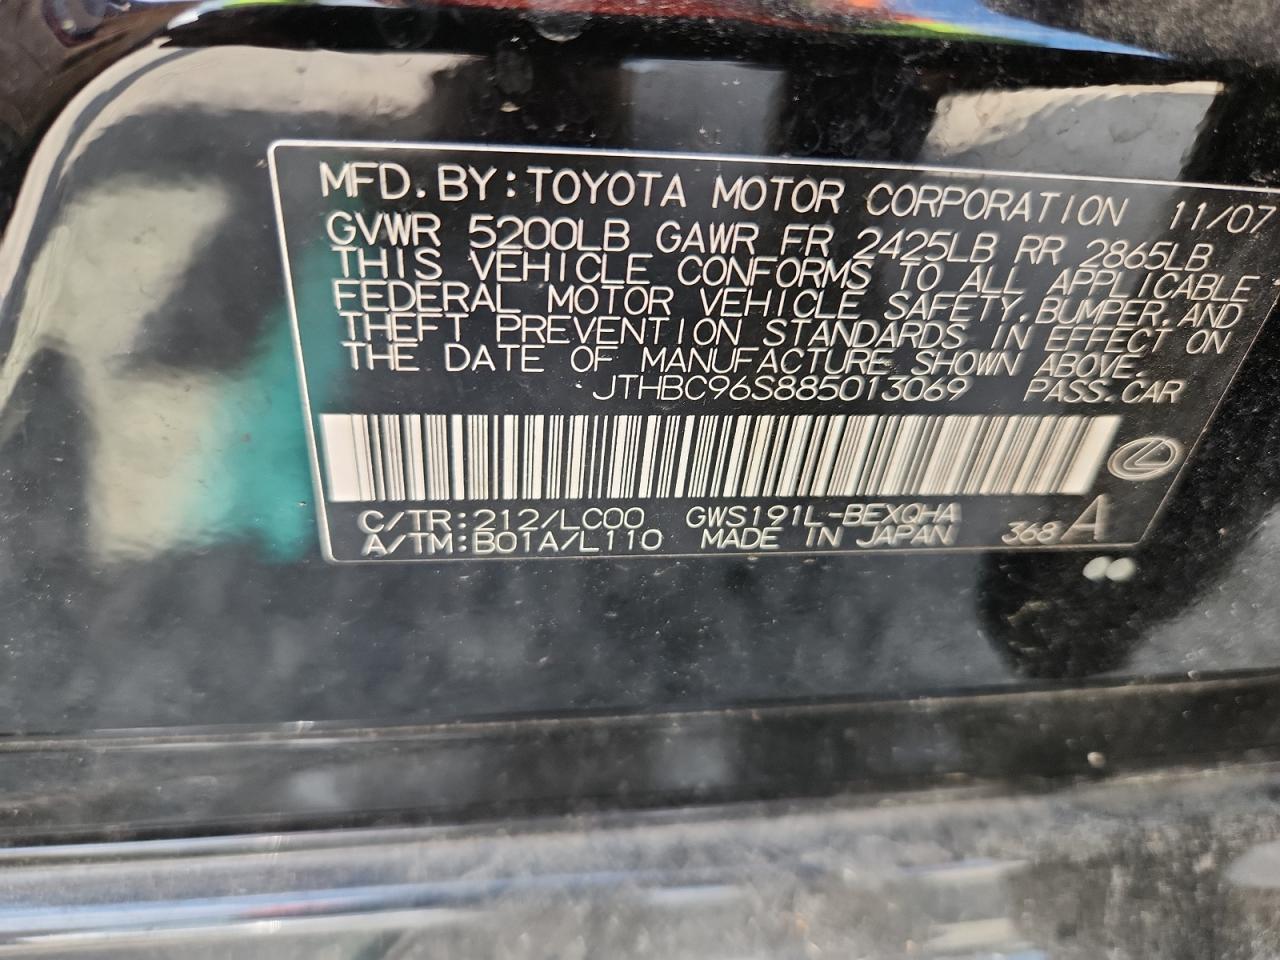 MFD. BY: TOYOTA MOTOR CORPORATION 11/07
GVWR 5200LB GAWR FR 2425LB RR 2865LB
THIS VEHICLE CONFORMS TO ALL APPLICABLE
FEDERAL MOTOR VEHICLE SAFETY, BUMPER, AND
THEFT PREVENTION STANDARDS IN EFFECT ON
THE DATE OF MANUFACTURE SHOWN ABOVE.
JTHBC96S885013069 PASS. CAR
C/TR: 212/LC00 GWS191L-BEXQHA
A/TM: B01A/L110 MADE IN JAPAN 368 A